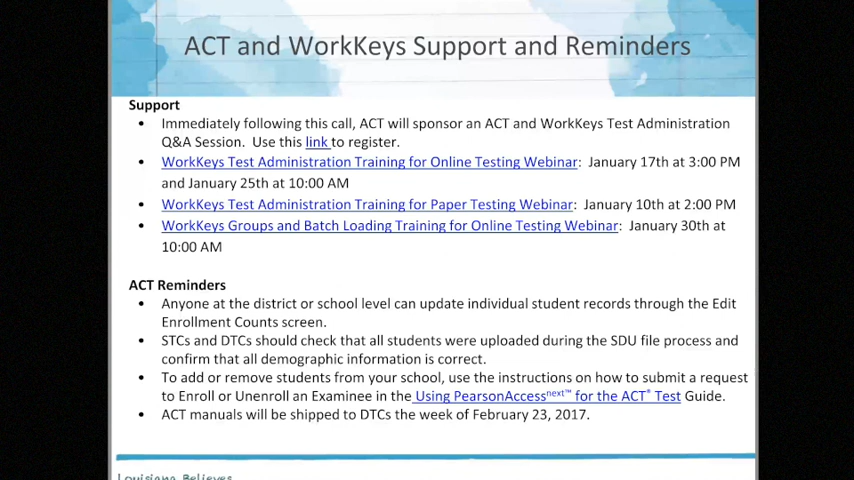 ACT and WorkKeys Support and Reminders
Support
• Immediately following this call, ACT will sponsor an ACT and WorkKeys Test Administration
Q&A Session. Use this link to register.
• WorkKeys Test Administration Training for Online Testing Webinar: January 17th at 3:00 PM
and January 25th at 10:00 AM
• WorkKeys Test Administration Training for Paper Testing Webinar: January 10th at 2:00 PM
• WorkKeys Groups and Batch Loading Training for Online Testing Webinar: January 30th at
10:00 AM
ACT Reminders
• Anyone at the district or school level can update individual student records through the Edit
Enrollment Counts screen.
• STCs and DTCs should check that all students were uploaded during the SDU file process and
confirm that all demographic information is correct.
• To add or remove students from your school, use the instructions on how to submit a request
to Enroll or Unenroll an Examinee in the Using PearsonAccessnext™ for the ACT® Test Guide.
• ACT manuals will be shipped to DTCs the week of February 23, 2017.
Louisiana Believes